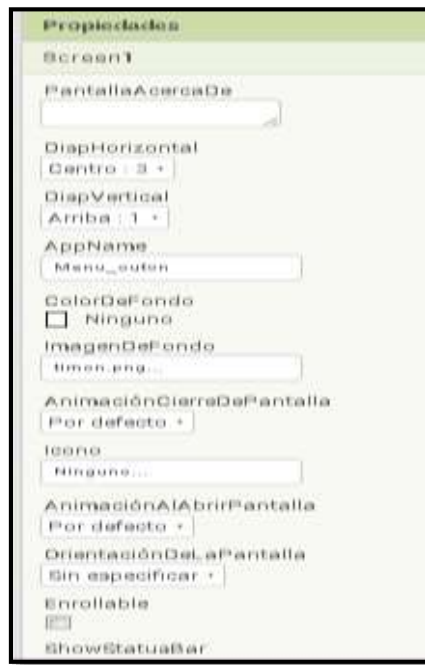 Propiedades
Screen1
PantallaAcercaDe
DispHorizontal
Centro : 3
DispVertical
Arriba : 1
AppName
ColorDeFondo
Ninguno
ImagenDeFondo
timon.png...
AnimaciónCierreDePantalla
Por defecto
Icono
Ninguno...
AnimaciónAlAbrirPantalla
Por defecto
OrientaciónDeLaPantalla
Sin especificar
Enrollable
ShowStatusBar